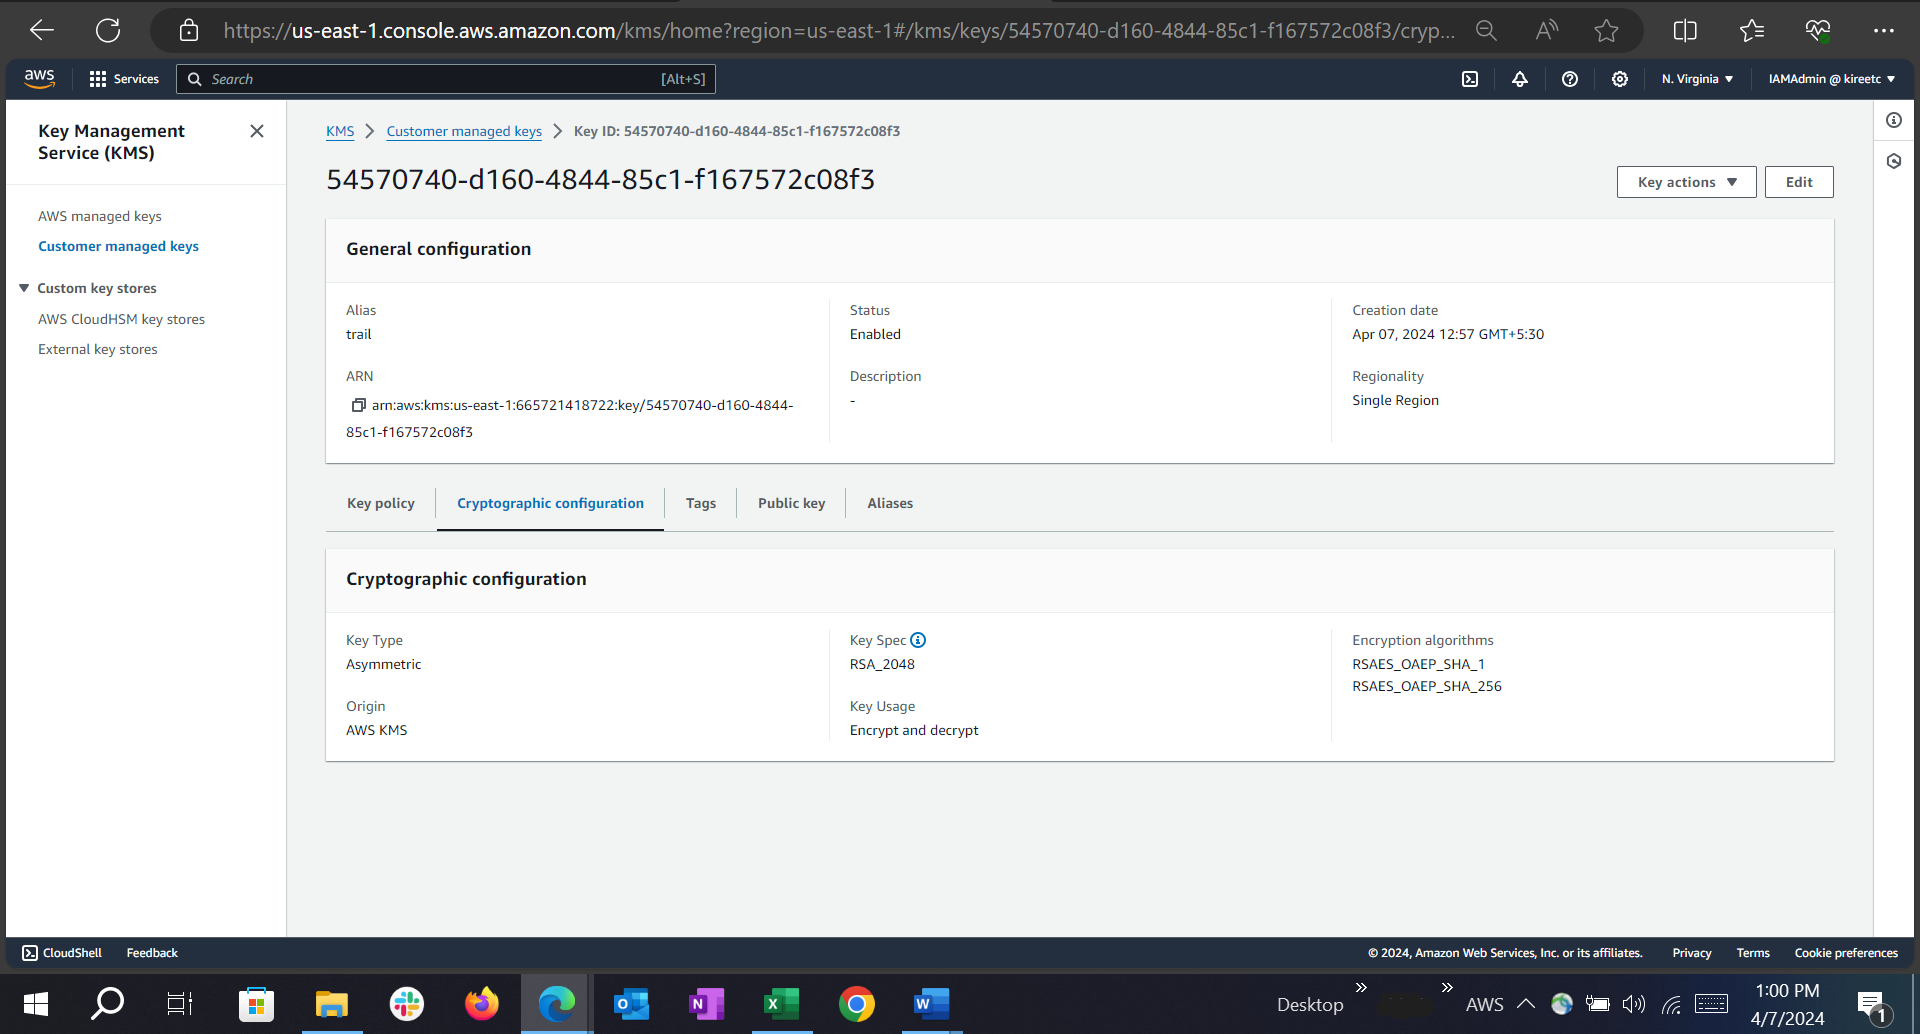 https://us-east-1.console.aws.amazon.com/kms/home?region=us-east-1#/kms/keys/54570740-d160-4844-85c1-f167572c08f3/cryp...
aws
Services
Search
[Alt+S]
N. Virginia
IAMAdmin @ kireetc
Key Management
Service (KMS)
AWS managed keys
Customer managed keys
Custom key stores
AWS CloudHSM key stores
External key stores
KMS
Customer managed keys
Key ID: 54570740-d160-4844-85c1-f167572c08f3
54570740-d160-4844-85c1-f167572c08f3
Key actions
Edit
General configuration
Alias
trail
Status
Enabled
Creation date
Apr 07, 2024 12:57 GMT+5:30
ARN
arn:aws:kms:us-east-1:665721418722:key/54570740-d160-4844-
85c1-f167572c08f3
Description
-
Regionality
Single Region
Key policy
Cryptographic configuration
Tags
Public key
Aliases
Cryptographic configuration
Key Type
Asymmetric
Key Spec
RSA_2048
Encryption algorithms
RSAES_OAEP_SHA_1
RSAES_OAEP_SHA_256
Origin
AWS KMS
Key Usage
Encrypt and decrypt
CloudShell
Feedback
© 2024, Amazon Web Services, Inc. or its affiliates.
Privacy
Terms
Cookie preferences
Desktop
AWS
1:00 PM
4/7/2024
1